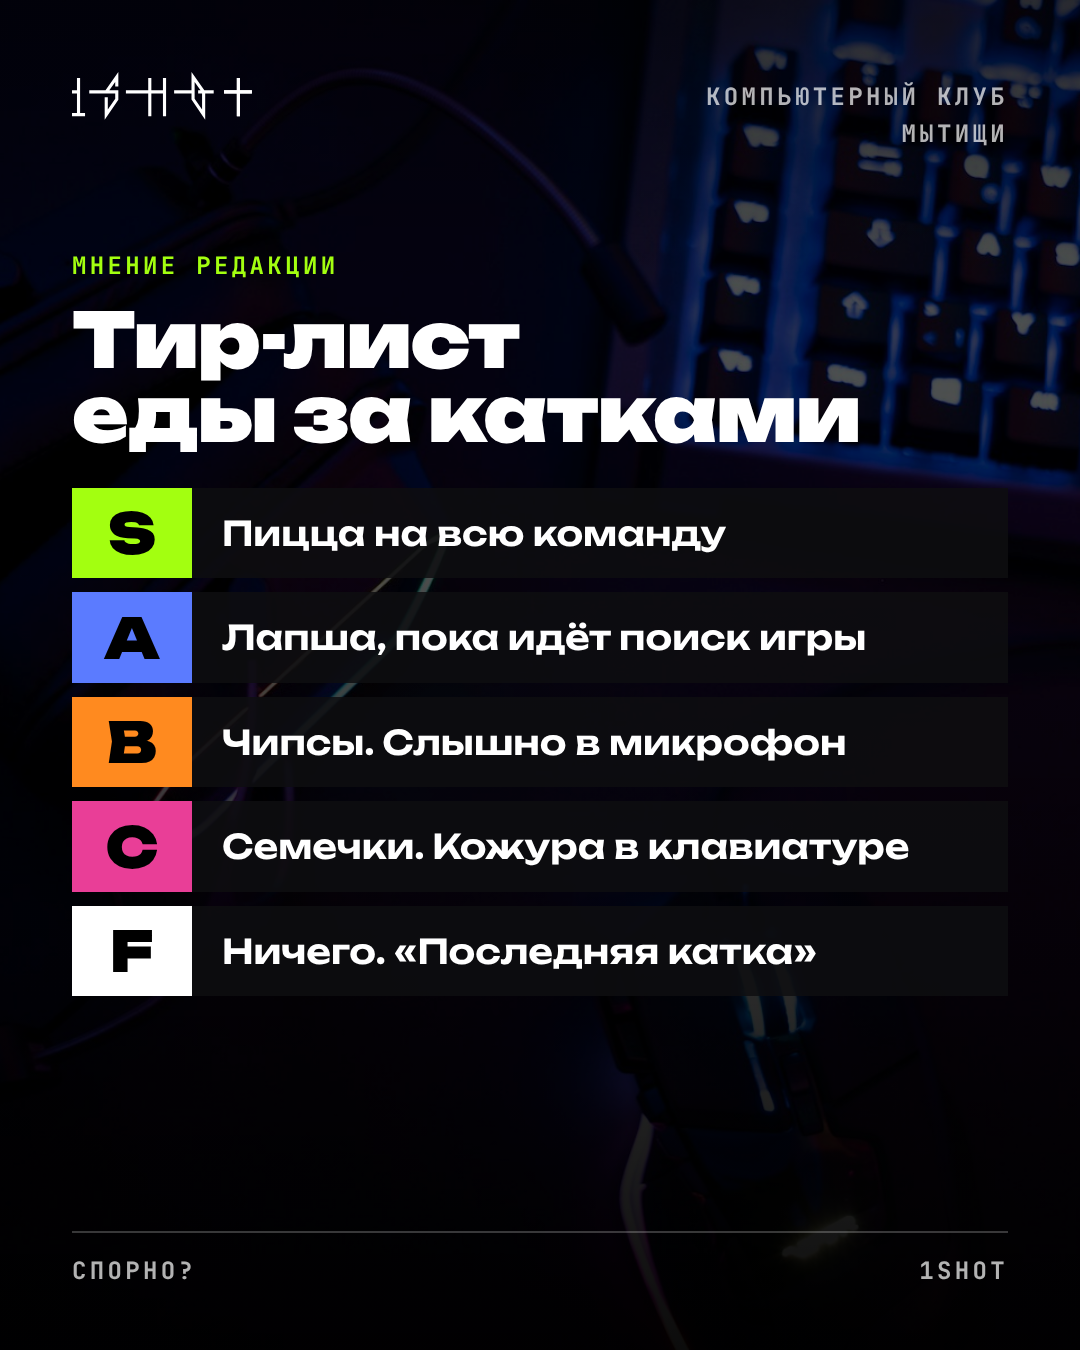 1SHOT
КОМПЬЮТЕРНЫЙ КЛУБ
МЫТИЩИ
МНЕНИЕ РЕДАКЦИИ
Тир-лист
еды за катками
S Пицца на всю команду
A Лапша, пока идёт поиск игры
B Чипсы. Слышно в микрофон
C Семечки. Кожура в клавиатуре
F Ничего. «Последняя катка»
СПОРНО? 1SHOT